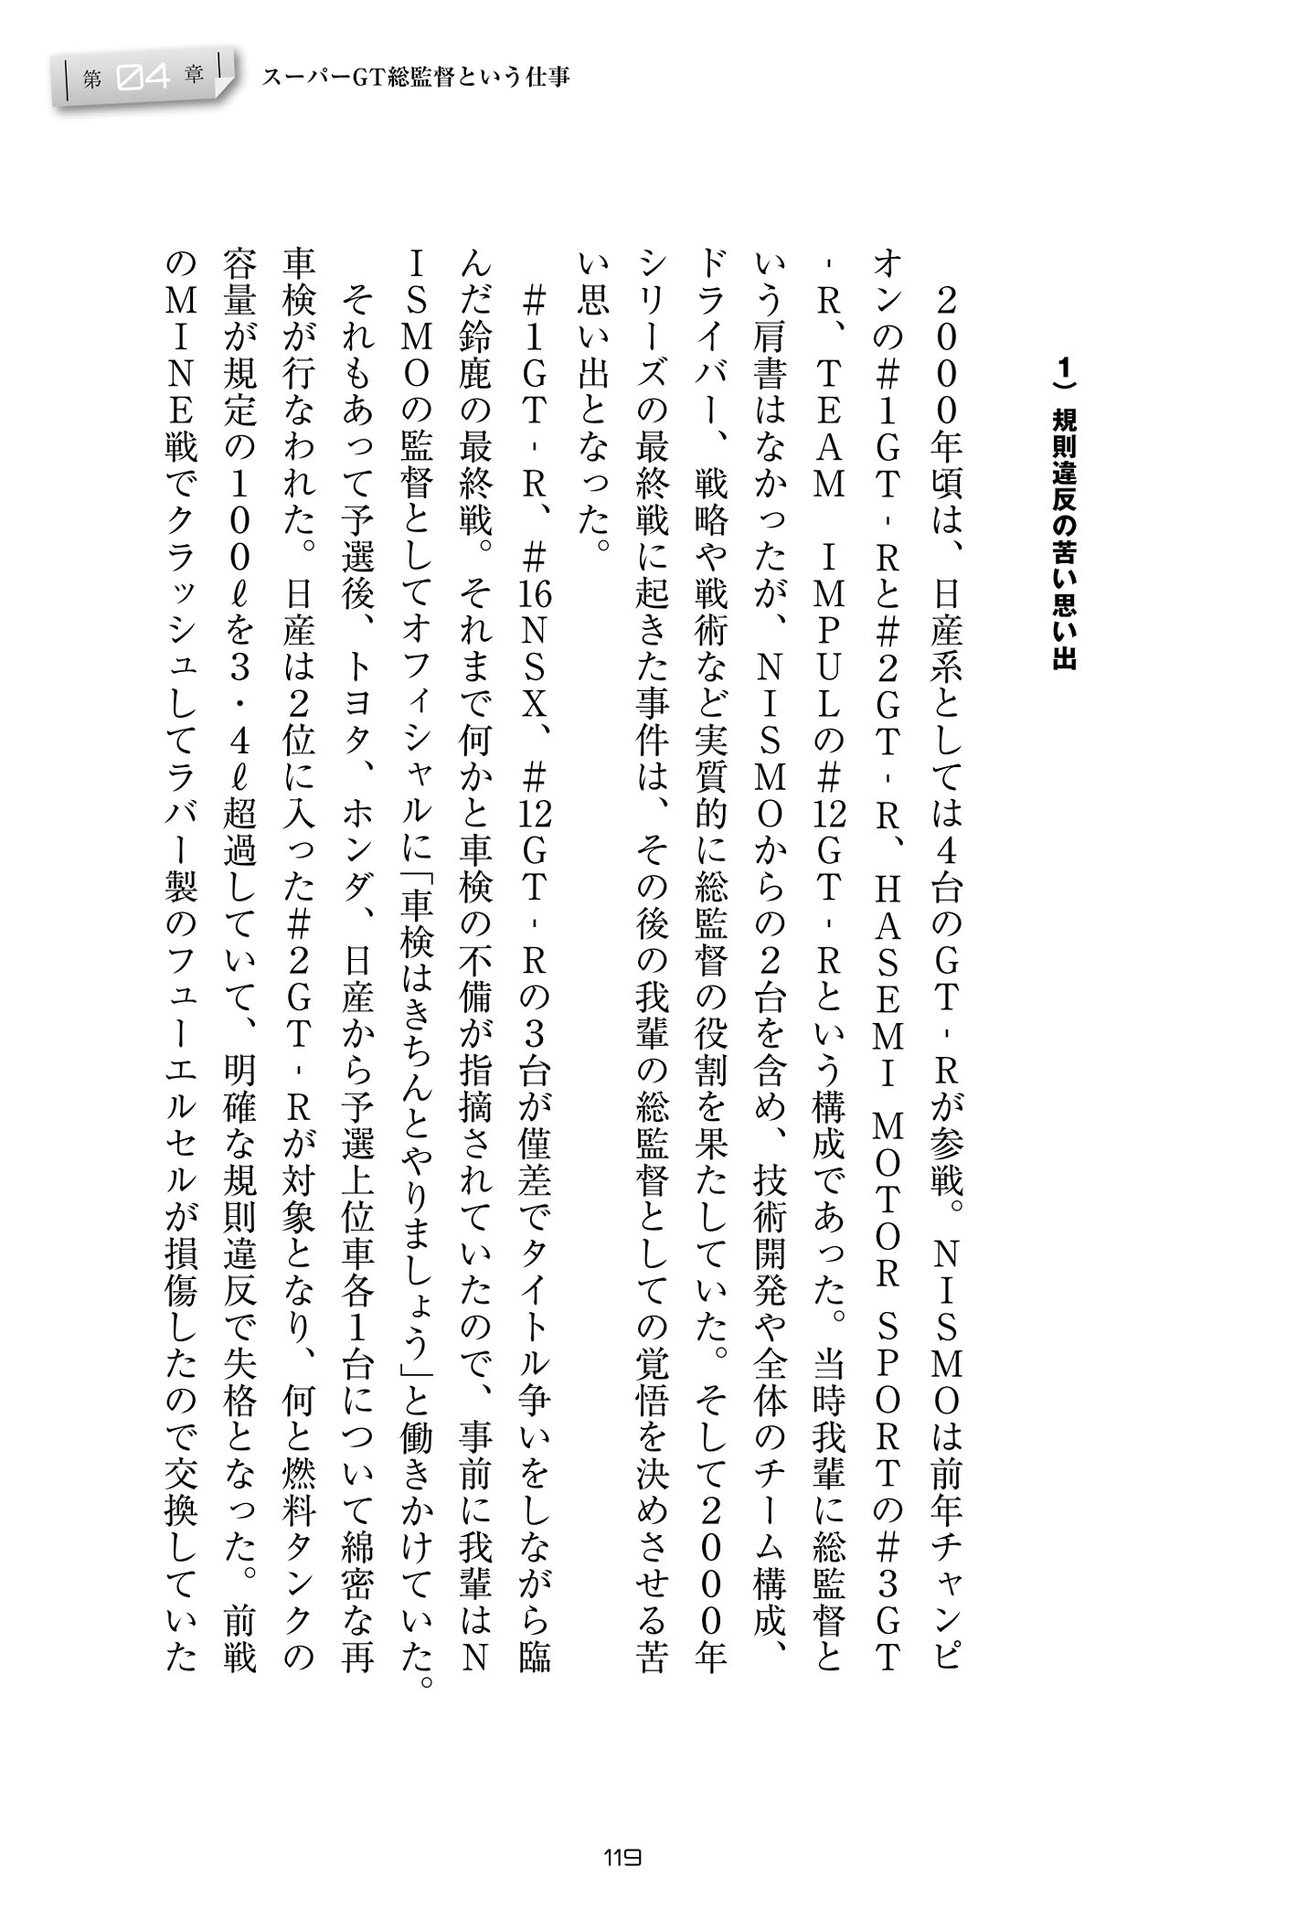 第04章 スーパーGT総監督という仕事
1）規則違反の苦い思い出
　2000年頃は、日産系としては4台のGT-Rが参戦。NISMOは前年チャンピ
オンの#1GT-Rと#2GT-R、HASEMI MOTOR SPORTの#3GT
-R、TEAM IMPULの#12GT-Rという構成であった。当時我輩に総監督と
いう肩書はなかったが、NISMOからの2台を含め、技術開発や全体のチーム構成、
ドライバー、戦略や戦術など実質的に総監督の役割を果たしていた。そして2000年
シリーズの最終戦に起きた事件は、その後の我輩の総監督としての覚悟を決めさせる苦
い思い出となった。
　#1GT-R、#16NSX、#12GT-Rの3台が僅差でタイトル争いをしながら臨
んだ鈴鹿の最終戦。それまで何かと車検の不備が指摘されていたので、事前に我輩はN
ISMOの監督としてオフィシャルに「車検はきちんとやりましょう」と働きかけていた。
　それもあって予選後、トヨタ、ホンダ、日産から予選上位車各1台について綿密な再
車検が行なわれた。日産は2位に入った#2GT-Rが対象となり、何と燃料タンクの
容量が規定の100ℓを3・4ℓ超過していて、明確な規則違反で失格となった。前戦
のMINE戦でクラッシュしてラバー製のフューエルセルが損傷したので交換していた
119